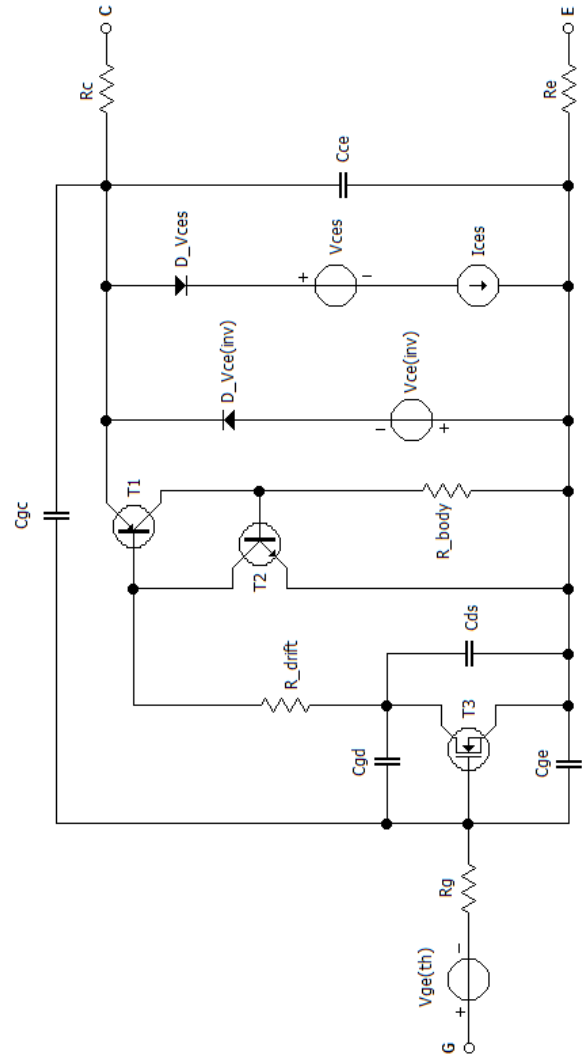 C
E
Rc
Re
Cce
D_Vces
+
Vces
−
Ices
D_Vce(inv)
−
Vce(inv)
+
Cgc
T1
T2
R_body
R_drift
Cds
Cgd
T3
Cge
Rg
Vge(th)
+
−
G